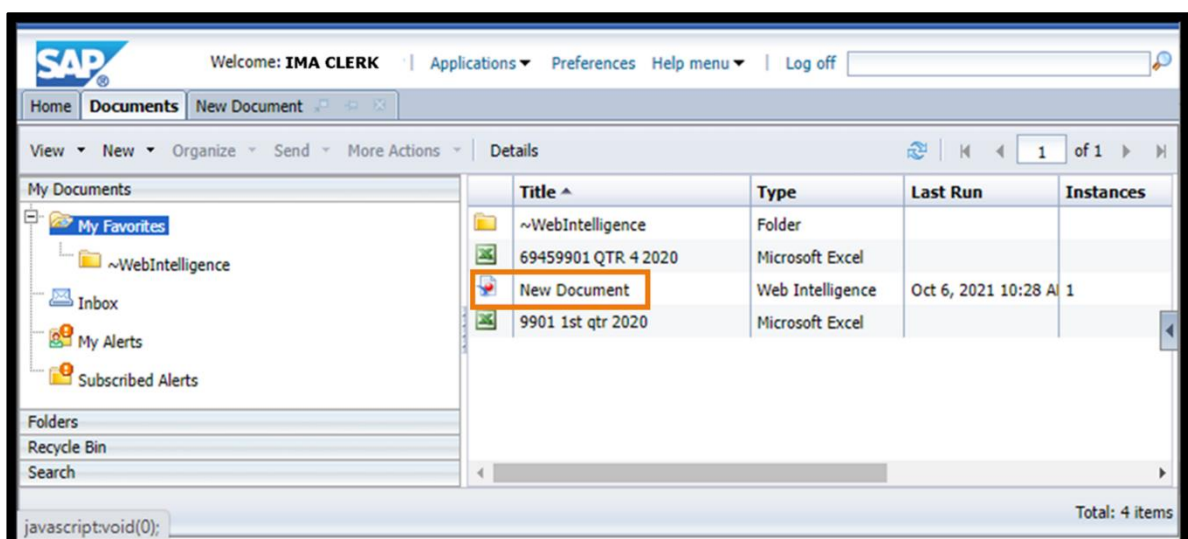 SAP ® Welcome: IMA CLERK | Applications Preferences Help menu | Log off
Home Documents New Document
View New Organize Send More Actions | Details 1 of 1
My Documents
My Favorites
~WebIntelligence
Inbox
My Alerts
Subscribed Alerts
Folders
Recycle Bin
Search
Title Type Last Run Instances
~WebIntelligence Folder
69459901 QTR 4 2020 Microsoft Excel
New Document Web Intelligence Oct 6, 2021 10:28 A 1
9901 1st qtr 2020 Microsoft Excel
Total: 4 items
javascript:void(0);